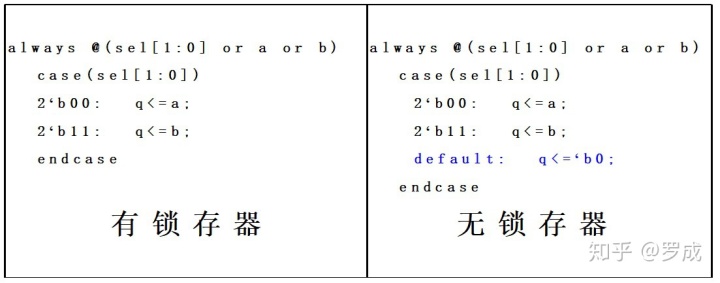 always @(sel[1:0] or a or b)
case(sel[1:0])
2‘b00: q<=a;
2‘b11: q<=b;
endcase
有锁存器
always @(sel[1:0] or a or b)
case(sel[1:0])
2‘b00: q<=a;
2‘b11: q<=b;
default: q<=‘b0;
endcase
无锁存器
知乎 @罗成